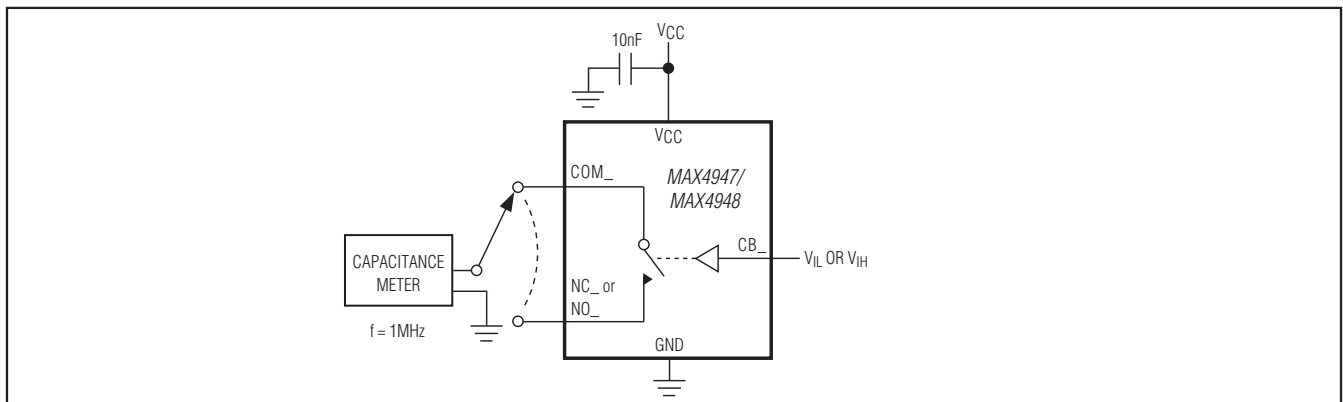 VCC
10nF
VCC
COM_
MAX4947/
MAX4948
CB_
VIL OR VIH
CAPACITANCE
METER
NC_ or
NO_
f = 1MHz
GND